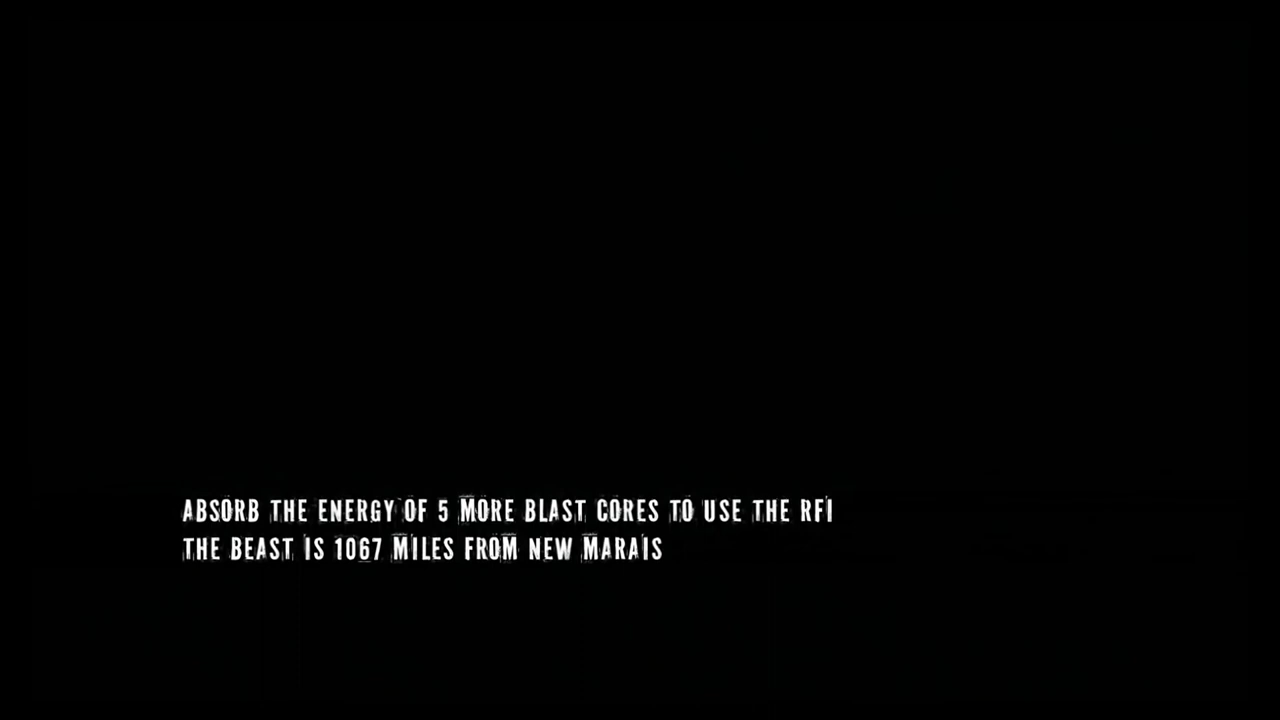 ABSORB THE ENERGY OF 5 MORE BLAST CORES TO USE THE RFI
THE BEAST IS 1067 MILES FROM NEW MARAIS